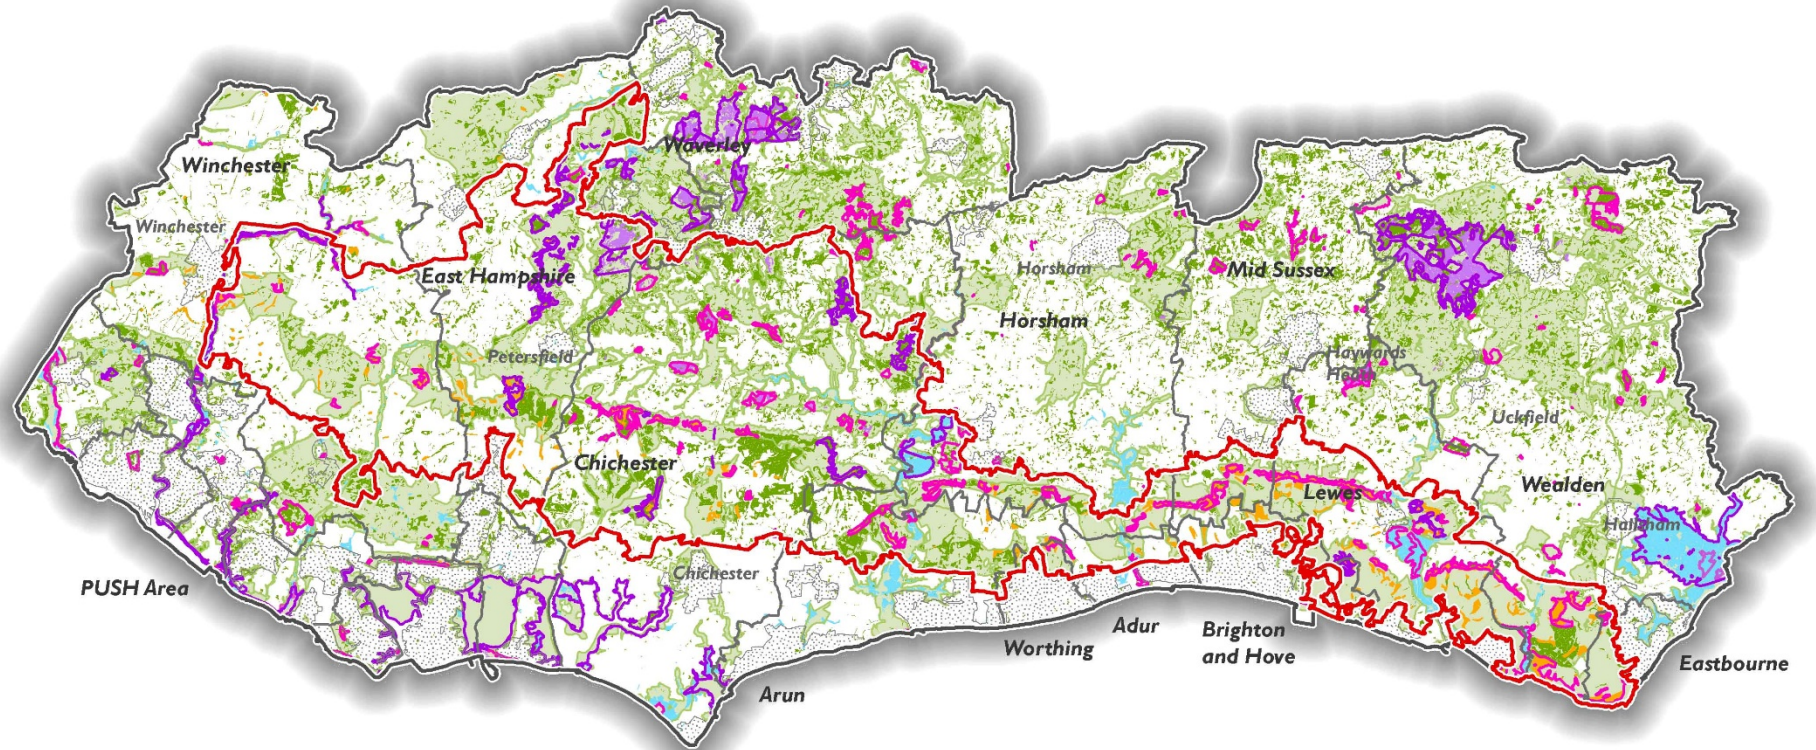 Waverley
Winchester
Winchester
East Hampshire
Horsham
Mid Sussex
Horsham
Petersfield
Haywards
Heath
Uckfield
Chichester
Lewes
Wealden
Hailsham
Chichester
PUSH Area
Adur
Brighton
and Hove
Worthing
Eastbourne
Arun